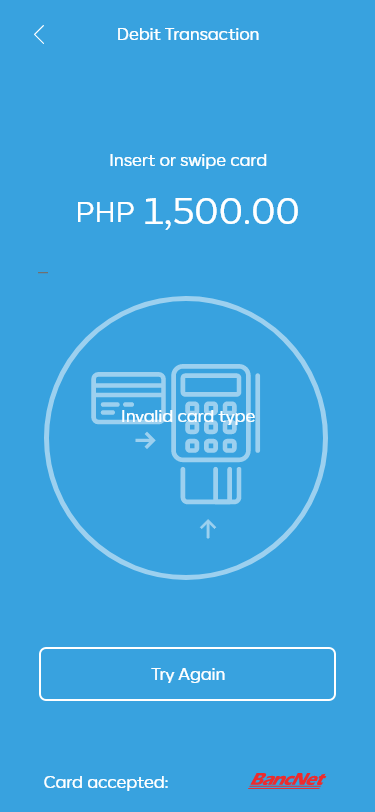 Debit Transaction
Insert or swipe card
PHP 1,500.00
Invalid card type
Try Again
Card accepted:
BancNet